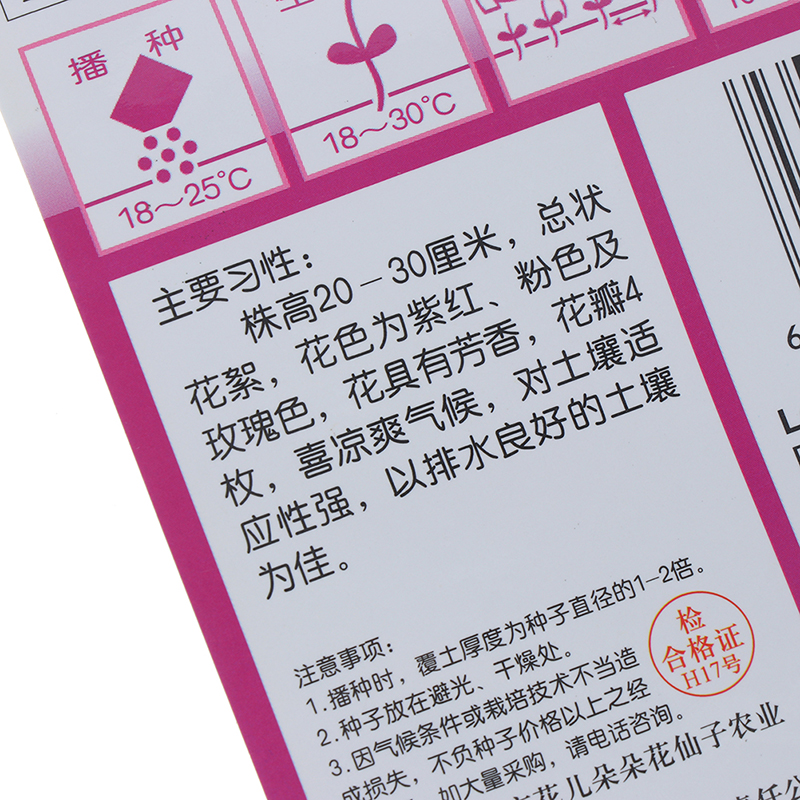 播种
18～25℃
18～30℃
主要习性：
株高20－30厘米，总状
花絮，花色为紫红、粉色及
玫瑰色，花具有芳香，花瓣4
枚，喜凉爽气候，对土壤适
应性强，以排水良好的土壤
为佳。
注意事项：
1.播种时，覆土厚度为种子直径的1-2倍。
2.种子放在避光、干燥处。
3.因气候条件或栽培技术不当造
成损失，不负种子价格以上之经
如大量采购，请电话咨询。
检
合格证
H17号
花儿朵朵花仙子农业
责任公
6